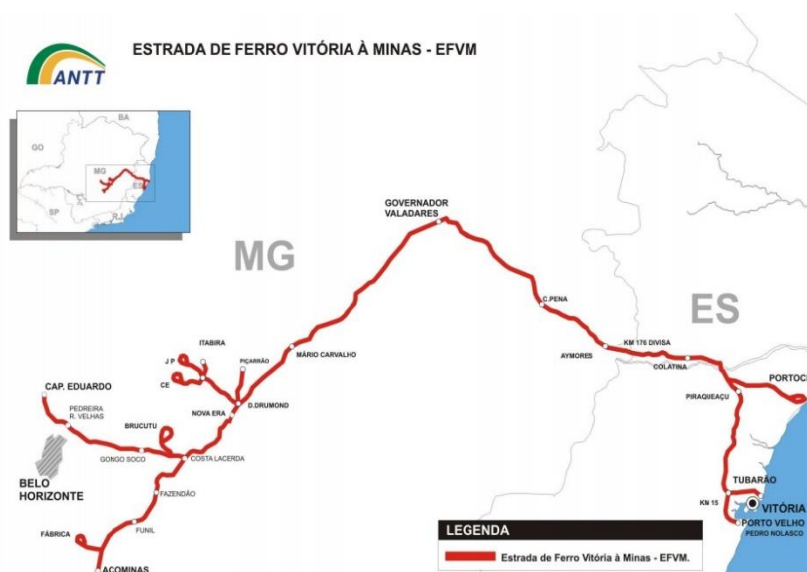 ESTRADA DE FERRO VITÓRIA À MINAS - EFVM
ANTT
BA
GO
MG
ES
SP
RJ
GOVERNADOR
VALADARES
MG
ES
C.PENA
KM 176 DIVISA
AYMORES
COLATINA
MÁRIO CARVALHO
ITABIRA
J P
PIÇARRÃO
CE
CAP. EDUARDO
D.DRUMOND
NOVA ERA
PEDREIRA
R. VELHAS
BRUCUTU
GONGO SOCO
COSTA LACERDA
BELO
HORIZONTE
FAZENDÃO
FUNIL
FÁBRICA
AÇOMINAS
PORTOCE
PIRAQUEAÇU
TUBARÃO
KN 15
VITÓRIA
PORTO VELHO
PEDRO NOLASCO
LEGENDA
Estrada de Ferro Vitória à Minas - EFVM.